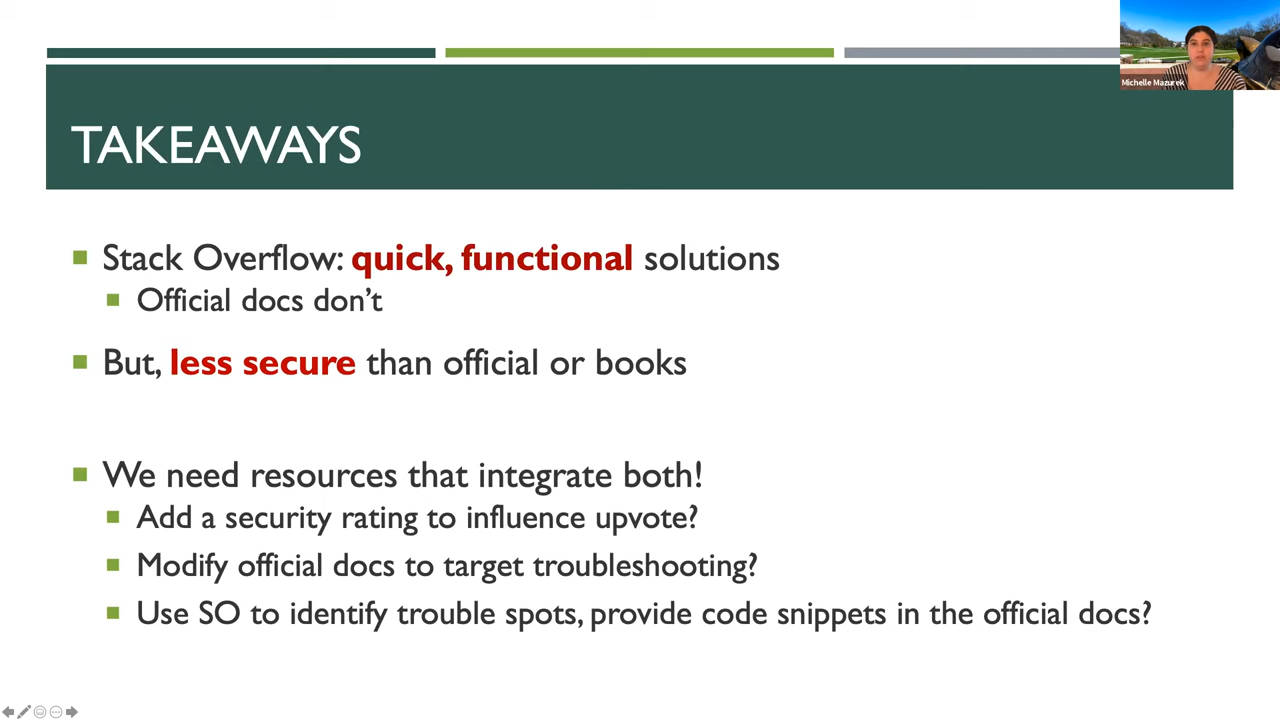 Michelle Mazurek
TAKEAWAYS
Stack Overflow: quick, functional solutions
Official docs don't
But, less secure than official or books
We need resources that integrate both!
Add a security rating to influence upvote?
Modify official docs to target troubleshooting?
Use SO to identify trouble spots, provide code snippets in the official docs?